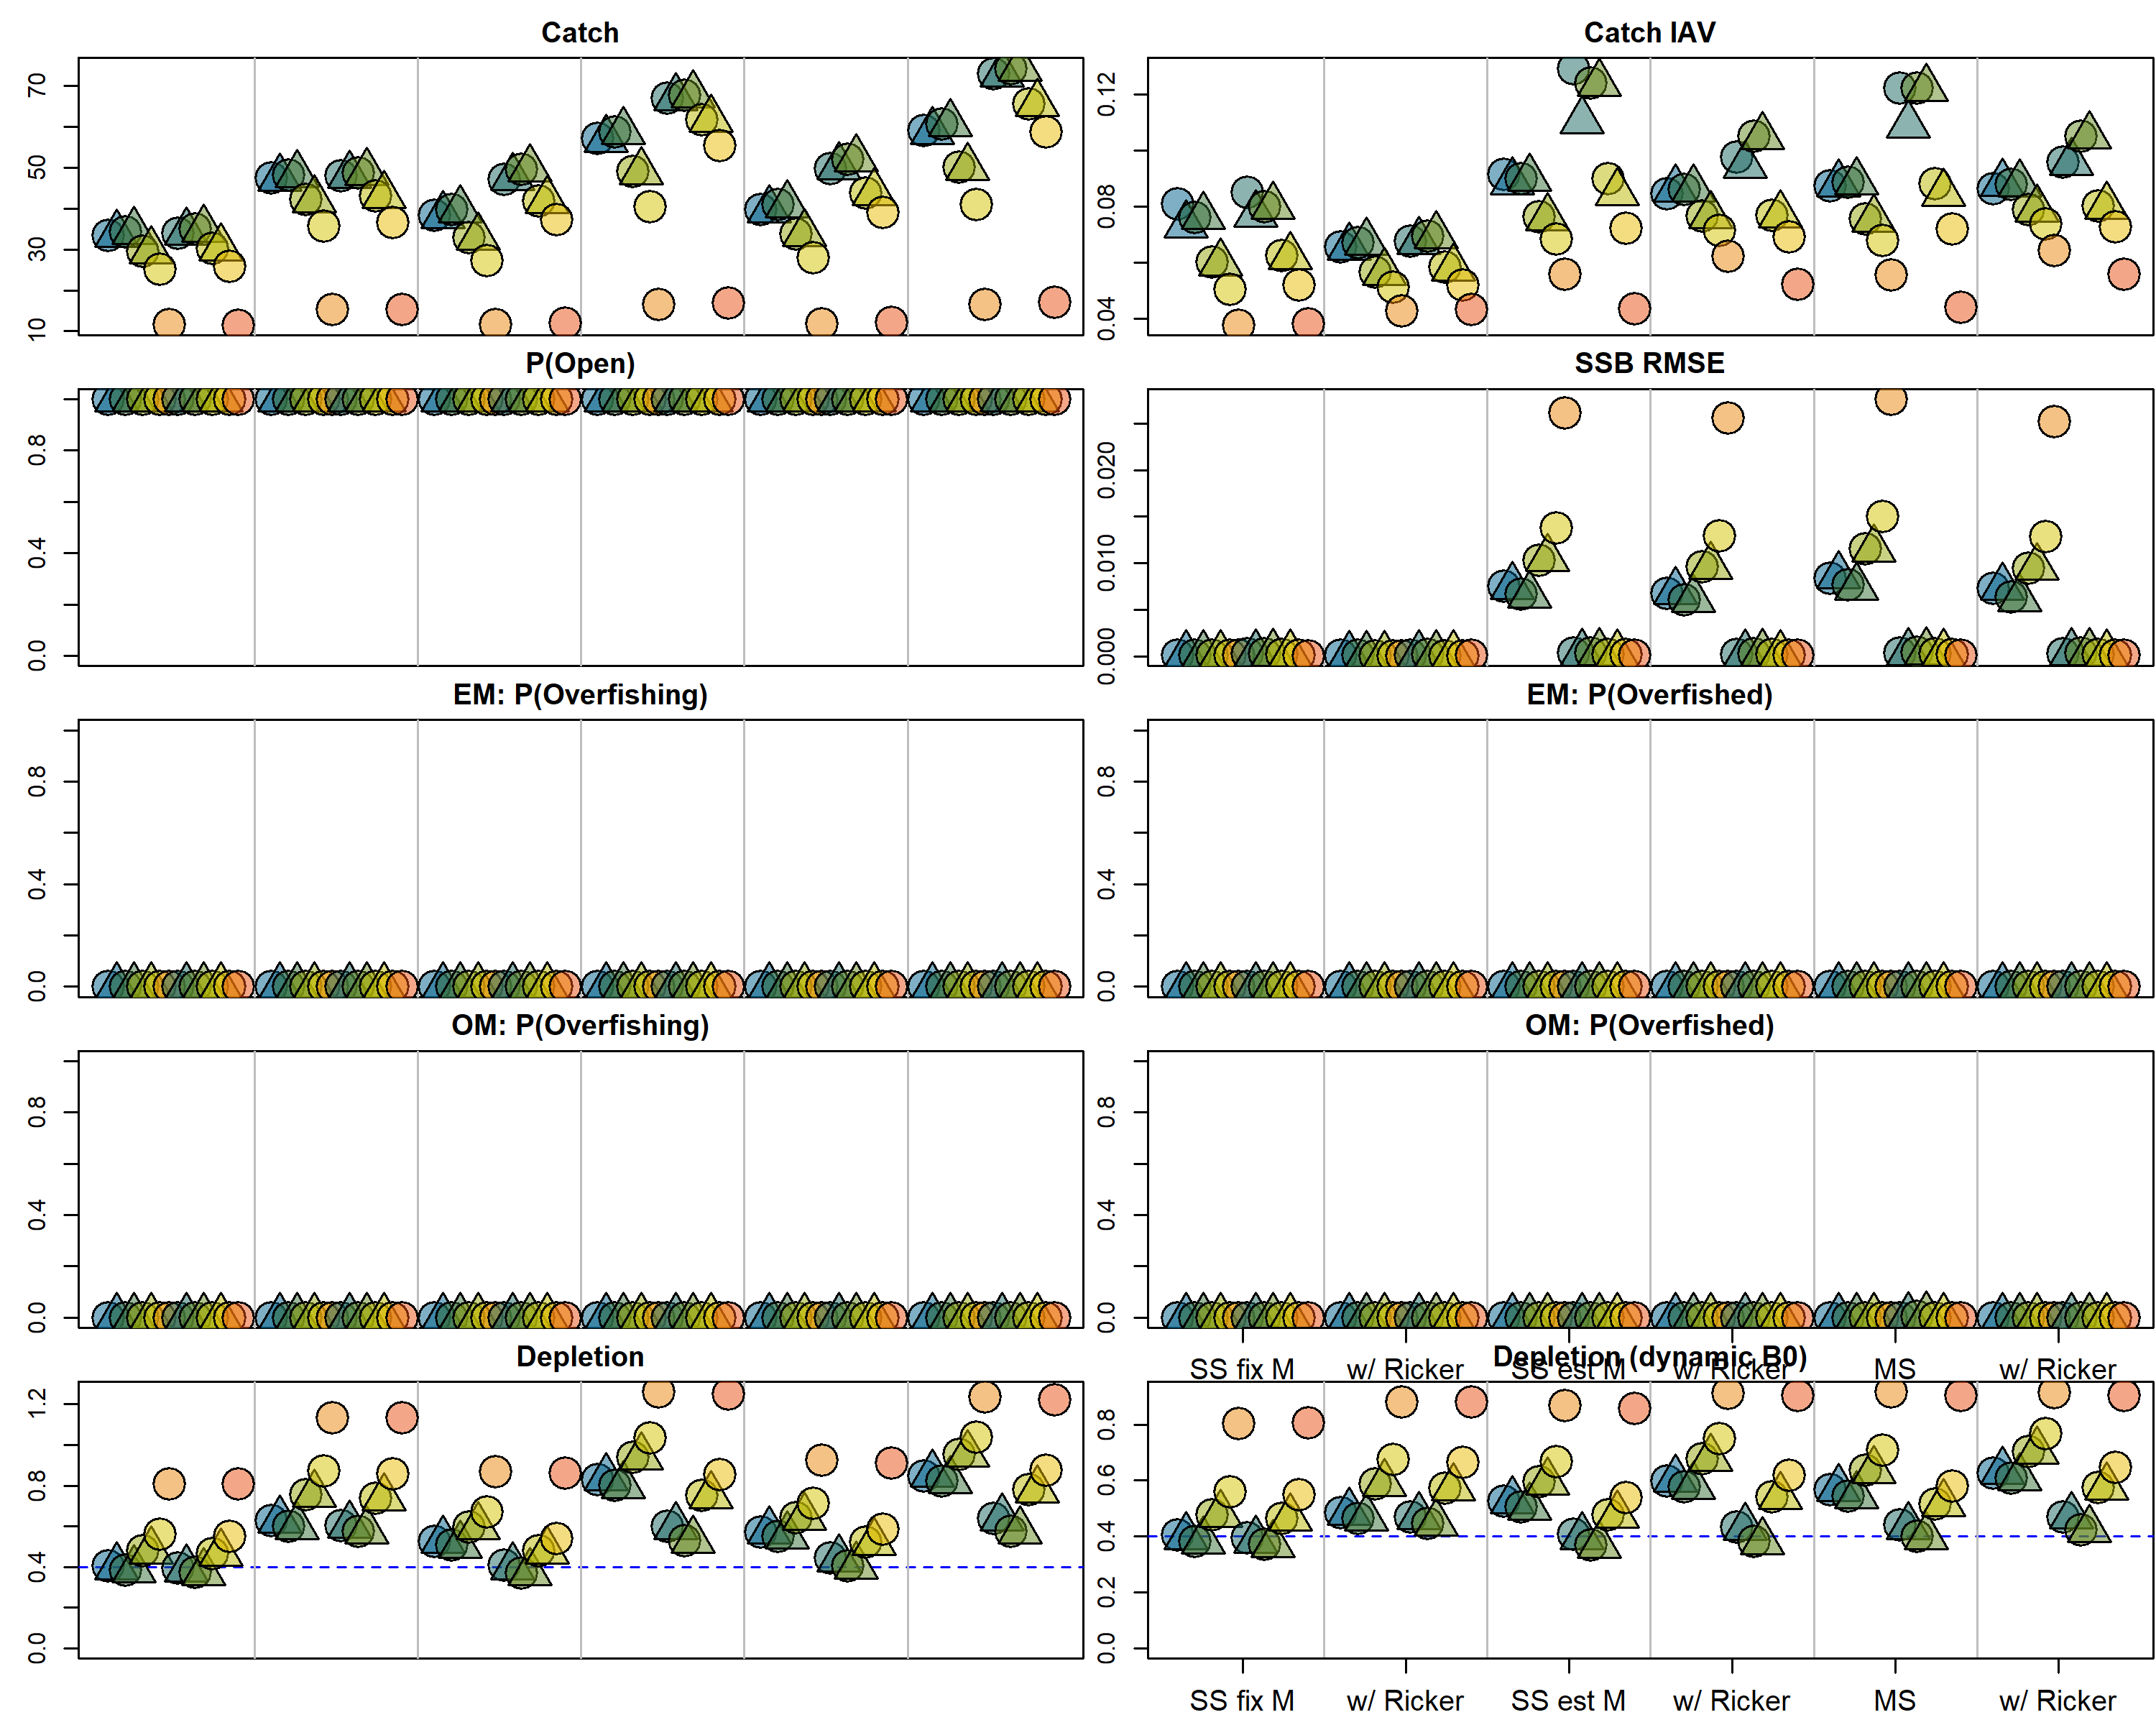 Catch
70
50
30
10
Catch IAV
0.12
0.08
0.04
P(Open)
0.8
0.4
0.0
SSB RMSE
0.020
0.010
0.000
EM: P(Overfishing)
0.8
0.4
0.0
EM: P(Overfished)
0.8
0.4
0.0
OM: P(Overfishing)
0.8
0.4
0.0
OM: P(Overfished)
0.8
0.4
0.0
SS fix M w/ Ricker SS est M w/ Ricker MS w/ Ricker
Depletion
1.2
0.8
0.4
0.0
Depletion (dynamic B0)
0.8
0.6
0.4
0.2
0.0
SS fix M w/ Ricker SS est M w/ Ricker MS w/ Ricker